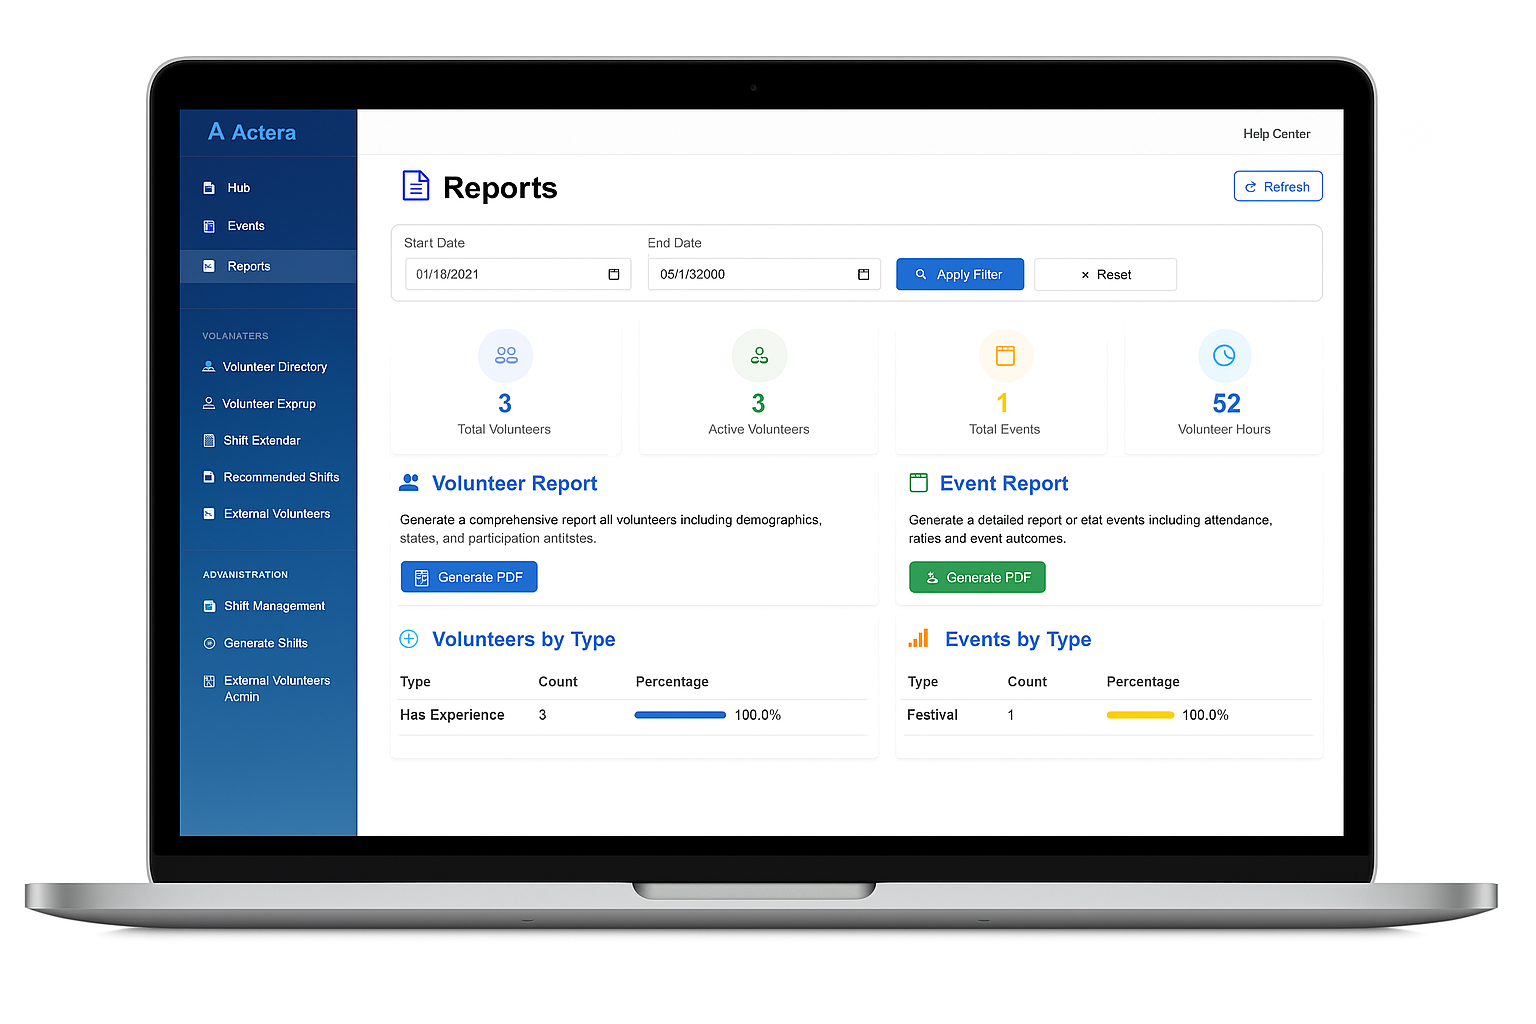 A Actera
Help Center
Hub
Events
Reports
VOLANATERS
Volunteer Directory
Volunteer Exprup
Shift Extendar
Recommended Shifts
External Volunteers
ADVANISTRATION
Shift Management
Generate Shilts
External Volunteers
Acmin
Reports
Refresh
Start Date
End Date
01/18/2021
05/1/32000
Apply Filter
× Reset
3
Total Volunteers
3
Active Volunteers
1
Total Events
52
Volunteer Hours
Volunteer Report
Generate a comprehensive report all volunteers including demographics,
states, and participation antitstes.
Generate PDF
Event Report
Generate a detailed report or etat events including attendance,
raties and event autcomes.
Generate PDF
Volunteers by Type
Type Count Percentage
Has Experience 3 100.0%
Events by Type
Type Count Percentage
Festival 1 100.0%